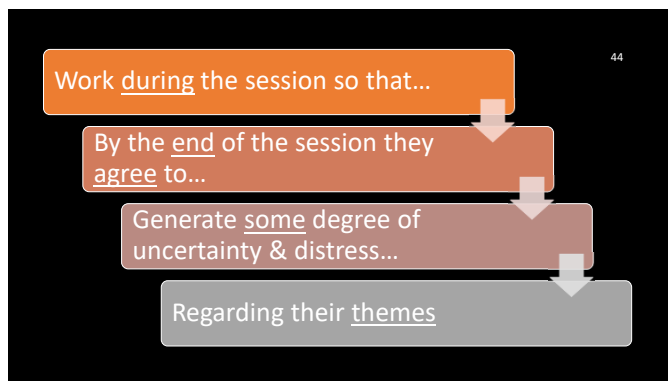 44
Work during the session so that…
By the end of the session they
agree to…
Generate some degree of
uncertainty & distress…
Regarding their themes